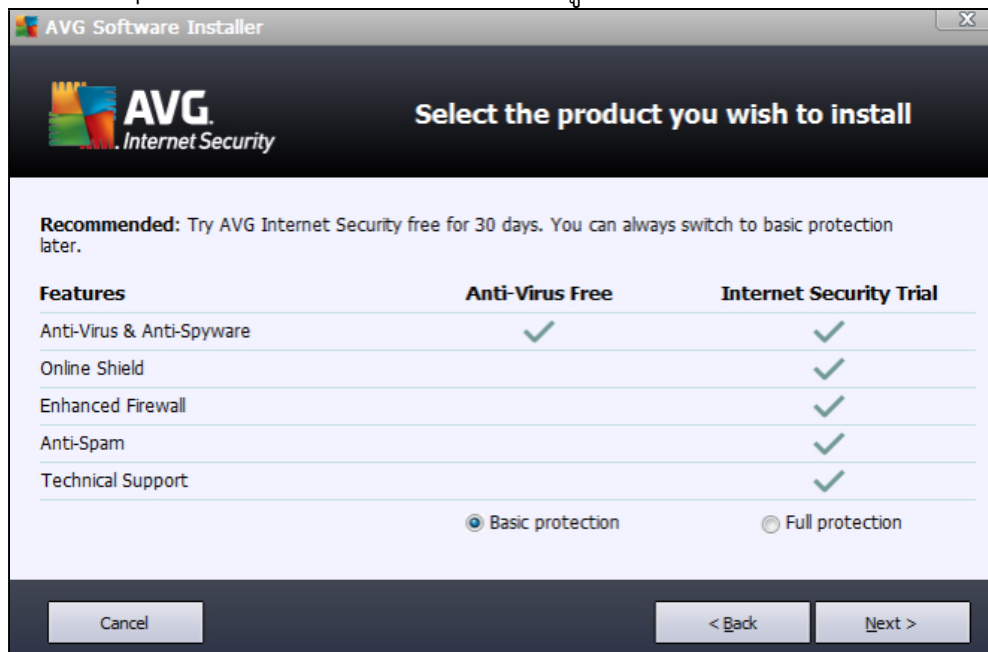 AVG Software Installer
AVG.
Internet Security
Select the product you wish to install
Recommended: Try AVG Internet Security free for 30 days. You can always switch to basic protection
later.
Features Anti-Virus Free Internet Security Trial
Anti-Virus & Anti-Spyware
Online Shield
Enhanced Firewall
Anti-Spam
Technical Support
Basic protection Full protection
Cancel < Back Next >